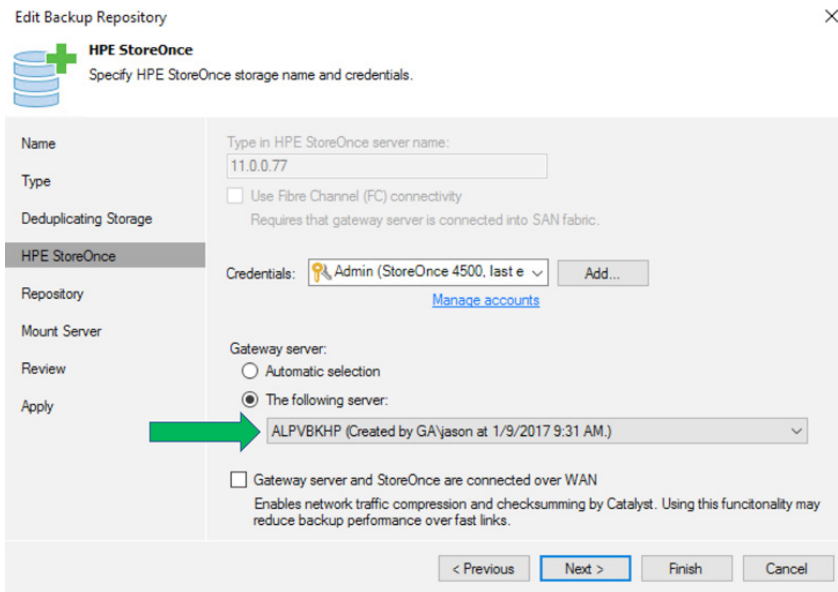 Edit Backup Repository
HPE StoreOnce
Specify HPE StoreOnce storage name and credentials.
Name
Type
Deduplicating Storage
HPE StoreOnce
Repository
Mount Server
Review
Apply
Type in HPE StoreOnce server name:
11.0.0.77
Use Fibre Channel (FC) connectivity
Requires that gateway server is connected into SAN fabric.
Credentials:
Admin (StoreOnce 4500, last e
Add...
Manage accounts
Gateway server:
Automatic selection
The following server:
ALPVBKHP (Created by GA\jason at 1/9/2017 9:31 AM.)
Gateway server and StoreOnce are connected over WAN
Enables network traffic compression and checksumming by Catalyst. Using this funcitonality may
reduce backup performance over fast links.
< Previous
Next >
Finish
Cancel